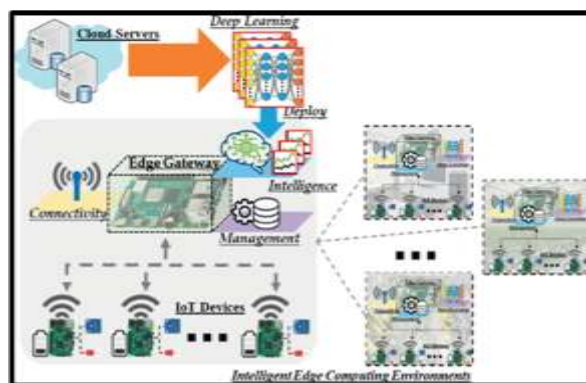 Deep Learning
Cloud Servers
Deploy
Edge Gateway
Intelligence
Connectivity
Management
IoT Devices
Intelligent Edge Computing Environments